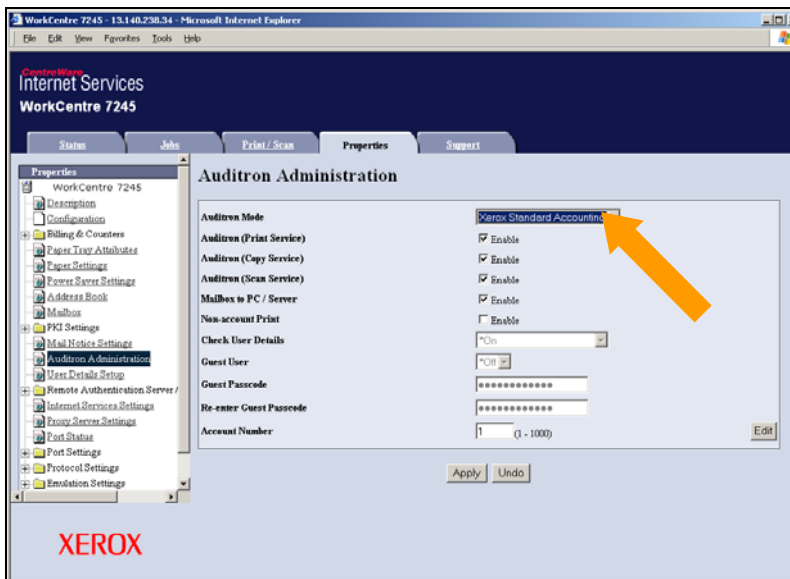 WorkCentre 7245 - 13.140.238.34 - Microsoft Internet Explorer
File Edit View Favorites Tools Help
CentreWare
Internet Services
WorkCentre 7245
Status Jobs Print / Scan Properties Support
Properties
WorkCentre 7245
Description
Configuration
Billing & Counters
Paper Tray Attributes
Paper Settings
Power Saver Settings
Address Book
Mailbox
PKI Settings
Mail Notice Settings
Auditron Administration
User Details Setup
Remote Authentication Server /
Internet Services Settings
Proxy Server Settings
Port Status
Port Settings
Protocol Settings
Emulation Settings
Auditron Administration
Auditron Mode Xerox Standard Accounting
Auditron (Print Service) Enable
Auditron (Copy Service) Enable
Auditron (Scan Service) Enable
Mailbox to PC / Server Enable
Non-account Print Enable
Check User Details *On
Guest User *Off
Guest Passcode ************
Re-enter Guest Passcode ************
Account Number 1 (1 - 1000) Edit
Apply Undo
XEROX